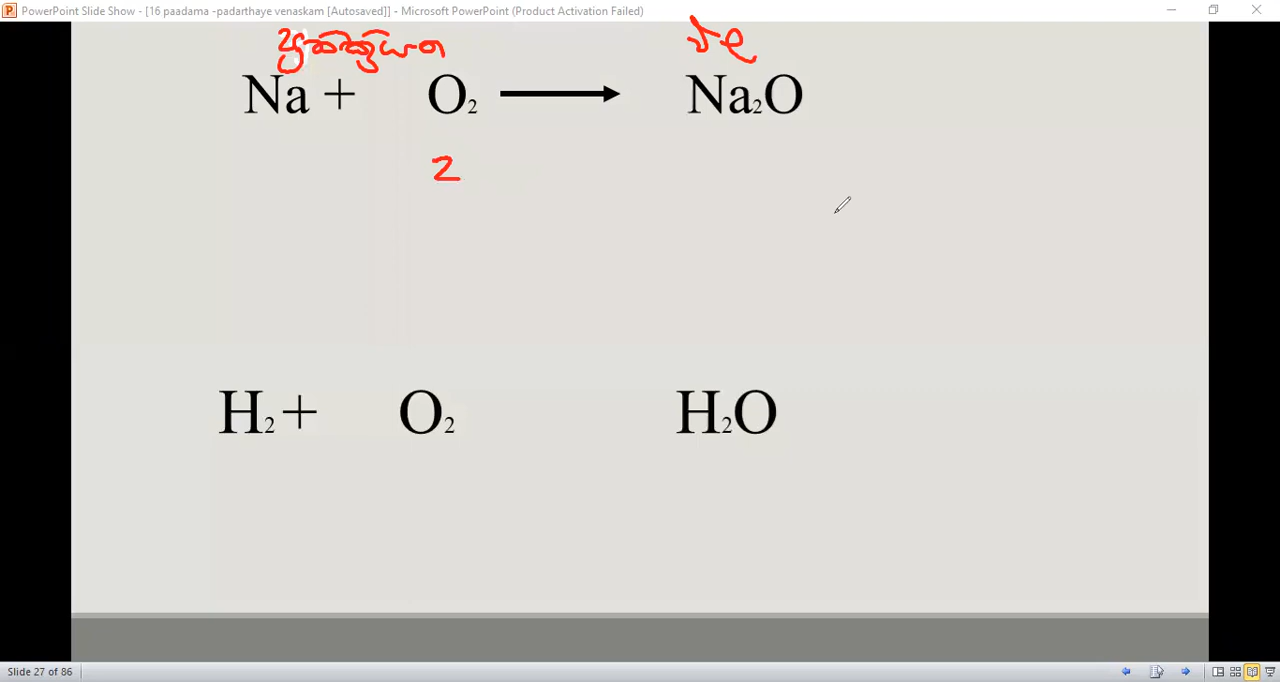 PowerPoint Slide Show - [16 paadama -padarthaye venaskam [Autosaved]] - Microsoft PowerPoint (Product Activation Failed)
Na + O₂ → Na₂O
2
H₂ + O₂ H₂O
Slide 27 of 86